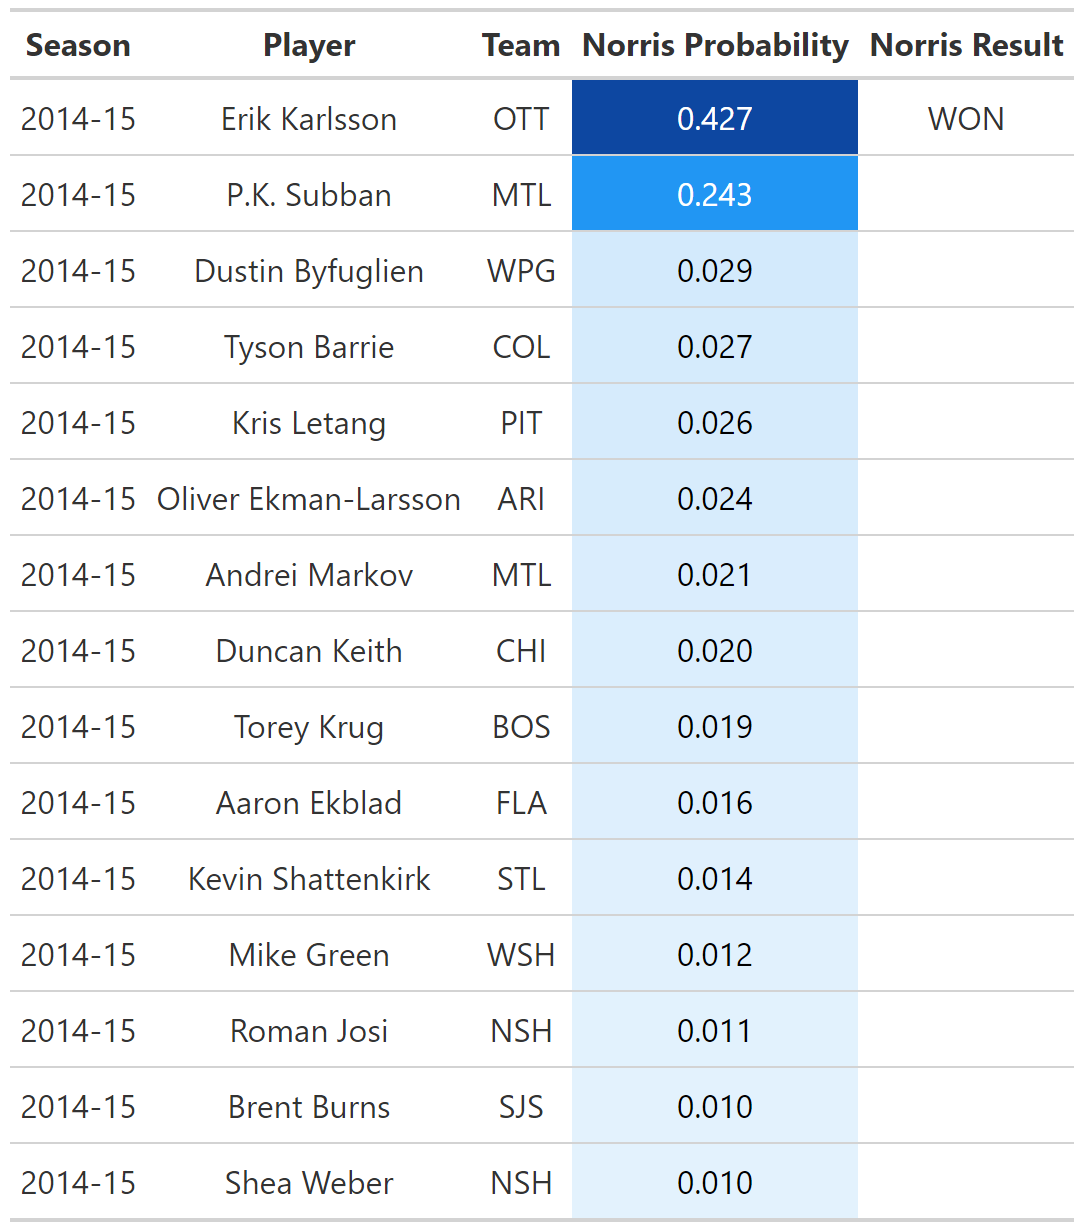 Season Player Team Norris Probability Norris Result
2014-15 Erik Karlsson OTT 0.427 WON
2014-15 P.K. Subban MTL 0.243
2014-15 Dustin Byfuglien WPG 0.029
2014-15 Tyson Barrie COL 0.027
2014-15 Kris Letang PIT 0.026
2014-15 Oliver Ekman-Larsson ARI 0.024
2014-15 Andrei Markov MTL 0.021
2014-15 Duncan Keith CHI 0.020
2014-15 Torey Krug BOS 0.019
2014-15 Aaron Ekblad FLA 0.016
2014-15 Kevin Shattenkirk STL 0.014
2014-15 Mike Green WSH 0.012
2014-15 Roman Josi NSH 0.011
2014-15 Brent Burns SJS 0.010
2014-15 Shea Weber NSH 0.010